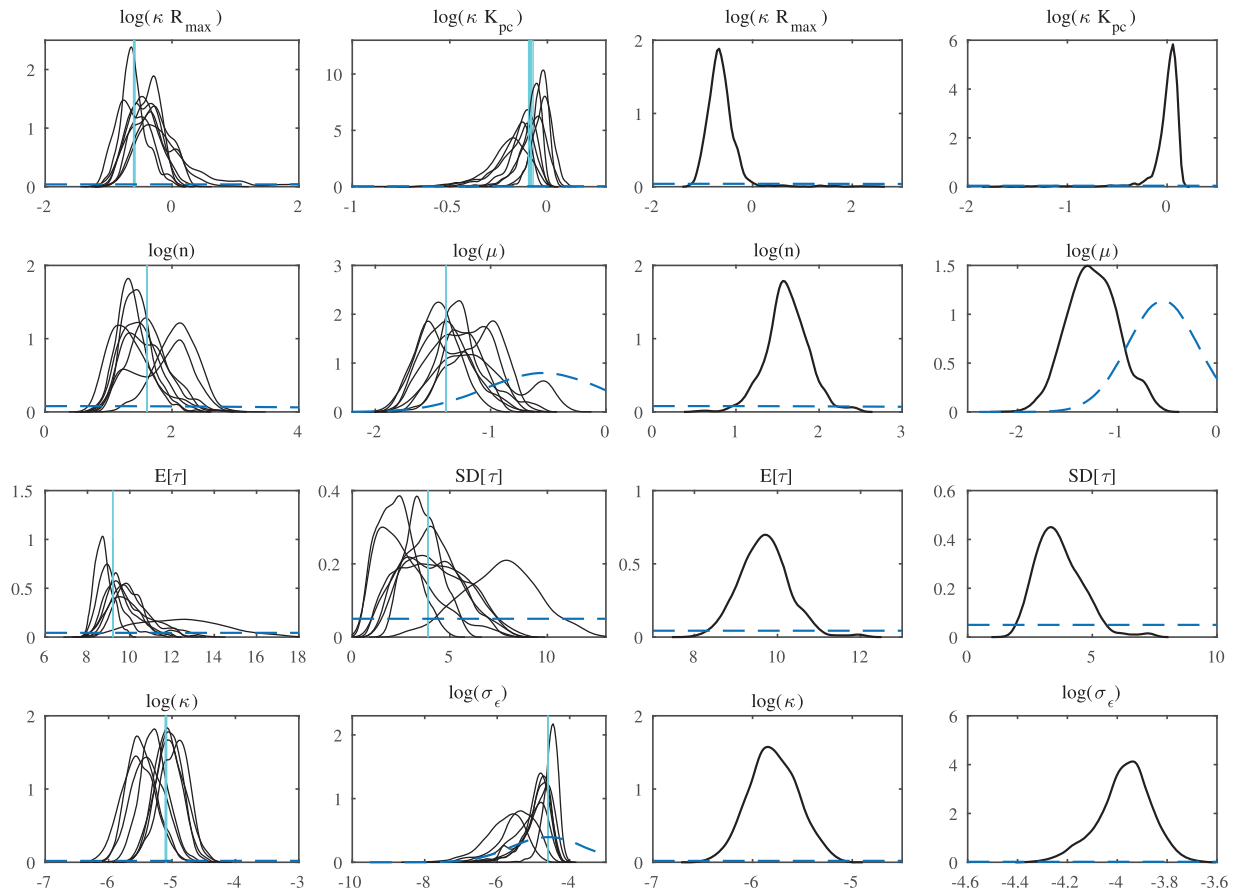 log(κ R_max) log(κ K_pc) log(κ R_max) log(κ K_pc)
2 10 2 6
1 5 1 4
2
0 0 0 0
-2 0 2 -1 -0.5 0 -2 0 2 -2 -1 0
log(n) log(μ) log(n) log(μ)
2 3 2 1.5
1 2 1 1
1 0.5
0 0 0 0
0 2 4 -2 -1 0 0 1 2 3 -2 -1 0
E[τ] SD[τ] E[τ] SD[τ]
1.5 0.4 1 0.6
1 0.4
0.5 0.2 0.5 0.2
0 0 0 0
6 8 10 12 14 16 18 0 5 10 8 10 12 0 5 10
log(κ) log(σ_ϵ) log(κ) log(σ_ϵ)
2 3 2 6
1 2 1 4
1 2
0 0 0 0
-7 -6 -5 -4 -3 -10 -8 -6 -4 -7 -6 -5 -4.6 -4.4 -4.2 -4 -3.8 -3.6